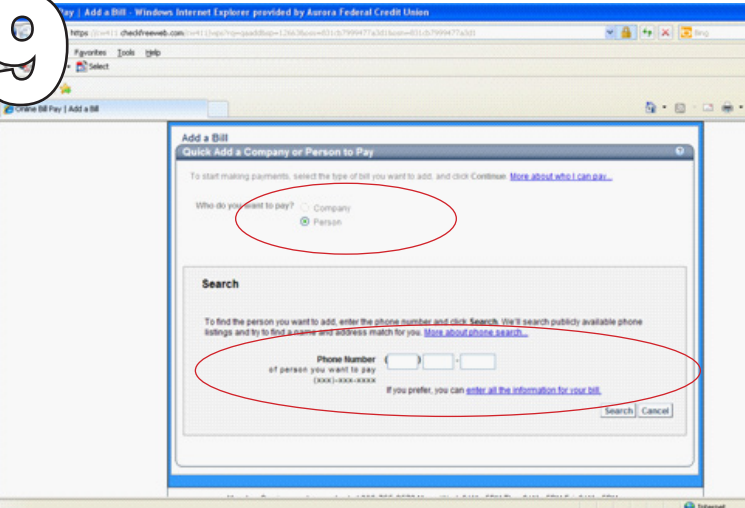 9
Pay | Add a Bill - Windows Internet Explorer provided by Aurora Federal Credit Union
https checkfreeweb.com
bing
Favorites Tools Help
Select
Online Bill Pay | Add a Bill
Add a Bill
Quick Add a Company or Person to Pay
To start making payments, select the type of bill you want to add, and click Continue. More about who I can pay...
Who do you want to pay? Company
Person
Search
To find the person you want to add, enter the phone number and click Search. We'll search publicly available phone
listings and try to find a name and address match for you. More about phone search...
Phone Number ( ) -
of person you want to pay
(xxx)-xxx-xxxx
If you prefer, you can enter all the information for your bill.
Search Cancel
Internet